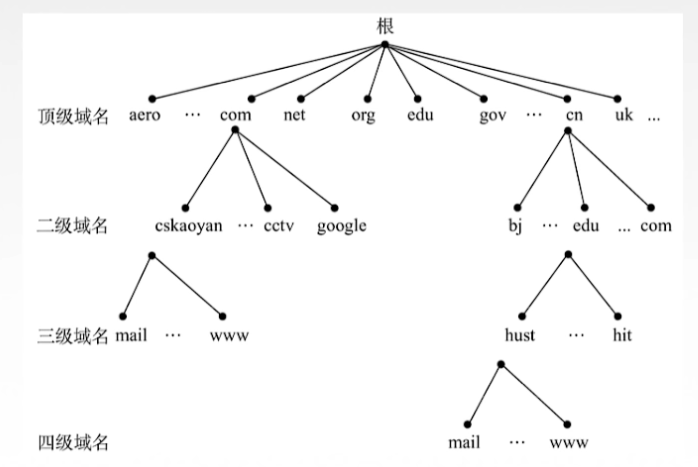 根
顶级域名 aero … com net org edu gov … cn uk ...
二级域名 cskaoyan … cctv google bj … edu ... com
三级域名 mail … www hust … hit
四级域名 mail … www